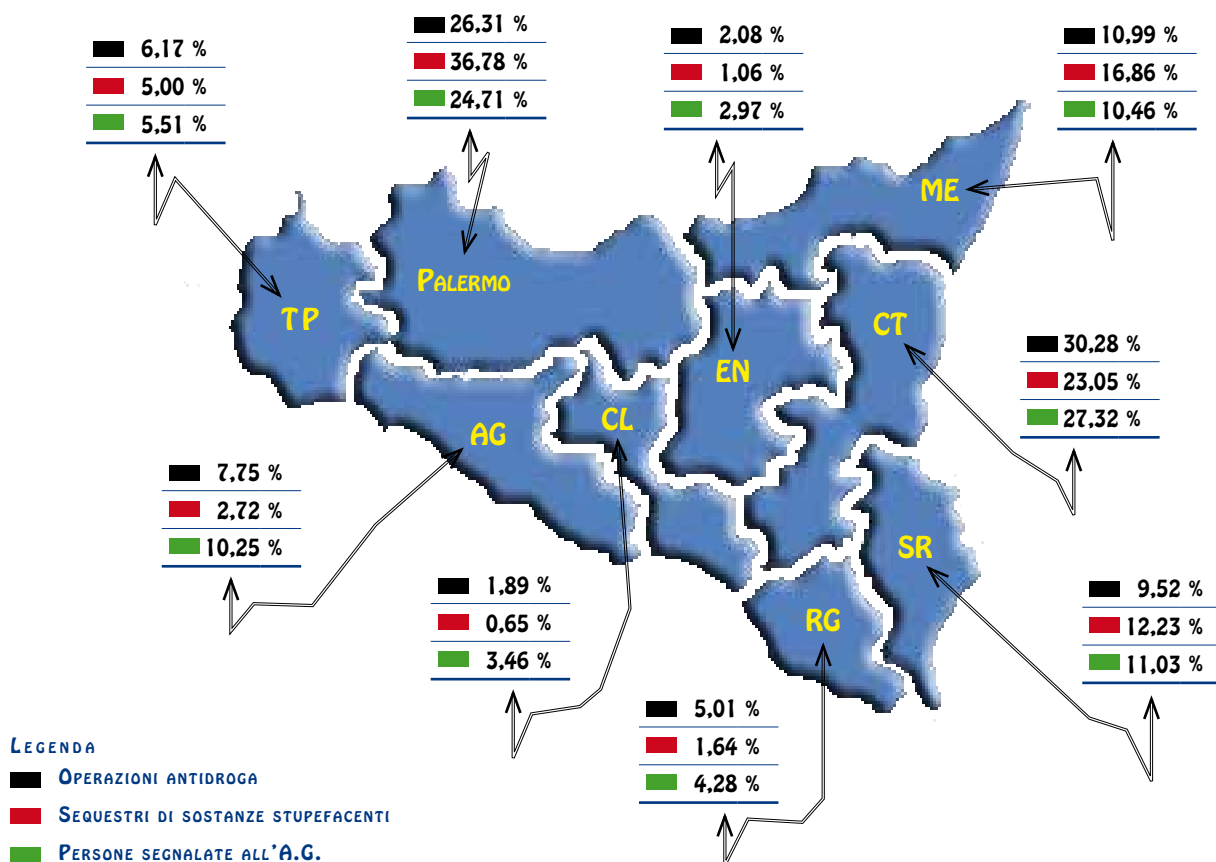 26,31 %
36,78 %
24,71 %
2,08 %
1,06 %
2,97 %
10,99 %
16,86 %
10,46 %
6,17 %
5,00 %
5,51 %
ME
PALERMO
TP
CT
EN
30,28 %
23,05 %
27,32 %
CL
AG
7,75 %
2,72 %
10,25 %
SR
1,89 %
0,65 %
3,46 %
RG
9,52 %
12,23 %
11,03 %
5,01 %
1,64 %
4,28 %
LEGENDA
OPERAZIONI ANTIDROGA
SEQUESTRI DI SOSTANZE STUPEFACENTI
PERSONE SEGNALATE ALL'A.G.